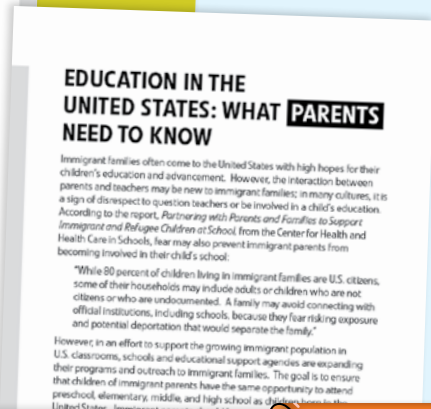 EDUCATION IN THE
UNITED STATES: WHAT PARENTS
NEED TO KNOW
Immigrant families often come to the United States with high hopes for their
children's education and advancement. However, the interaction between
parents and teachers may be new to immigrant families; in many cultures, it is
a sign of disrespect to question teachers or be involved in a child's education.
According to the report, Partnering with Parents and Families to Support
Immigrant and Refugee Children at School, from the Center for Health and
Health Care in Schools, fear may also prevent immigrant parents from
becoming involved in their child's school:
"While 80 percent of children living in immigrant families are U.S. citizens,
some of their households may include adults or children who are not
citizens or who are undocumented. A family may avoid connecting with
official institutions, including schools, because they fear risking exposure
and potential deportation that would separate the family."
However, in an effort to support the growing immigrant population in
U.S. classrooms, schools and educational support agencies are expanding
their programs and outreach to immigrant families. The goal is to ensure
that children of immigrant parents have the same opportunity to attend
preschool, elementary, middle, and high school as children born in the
United States.